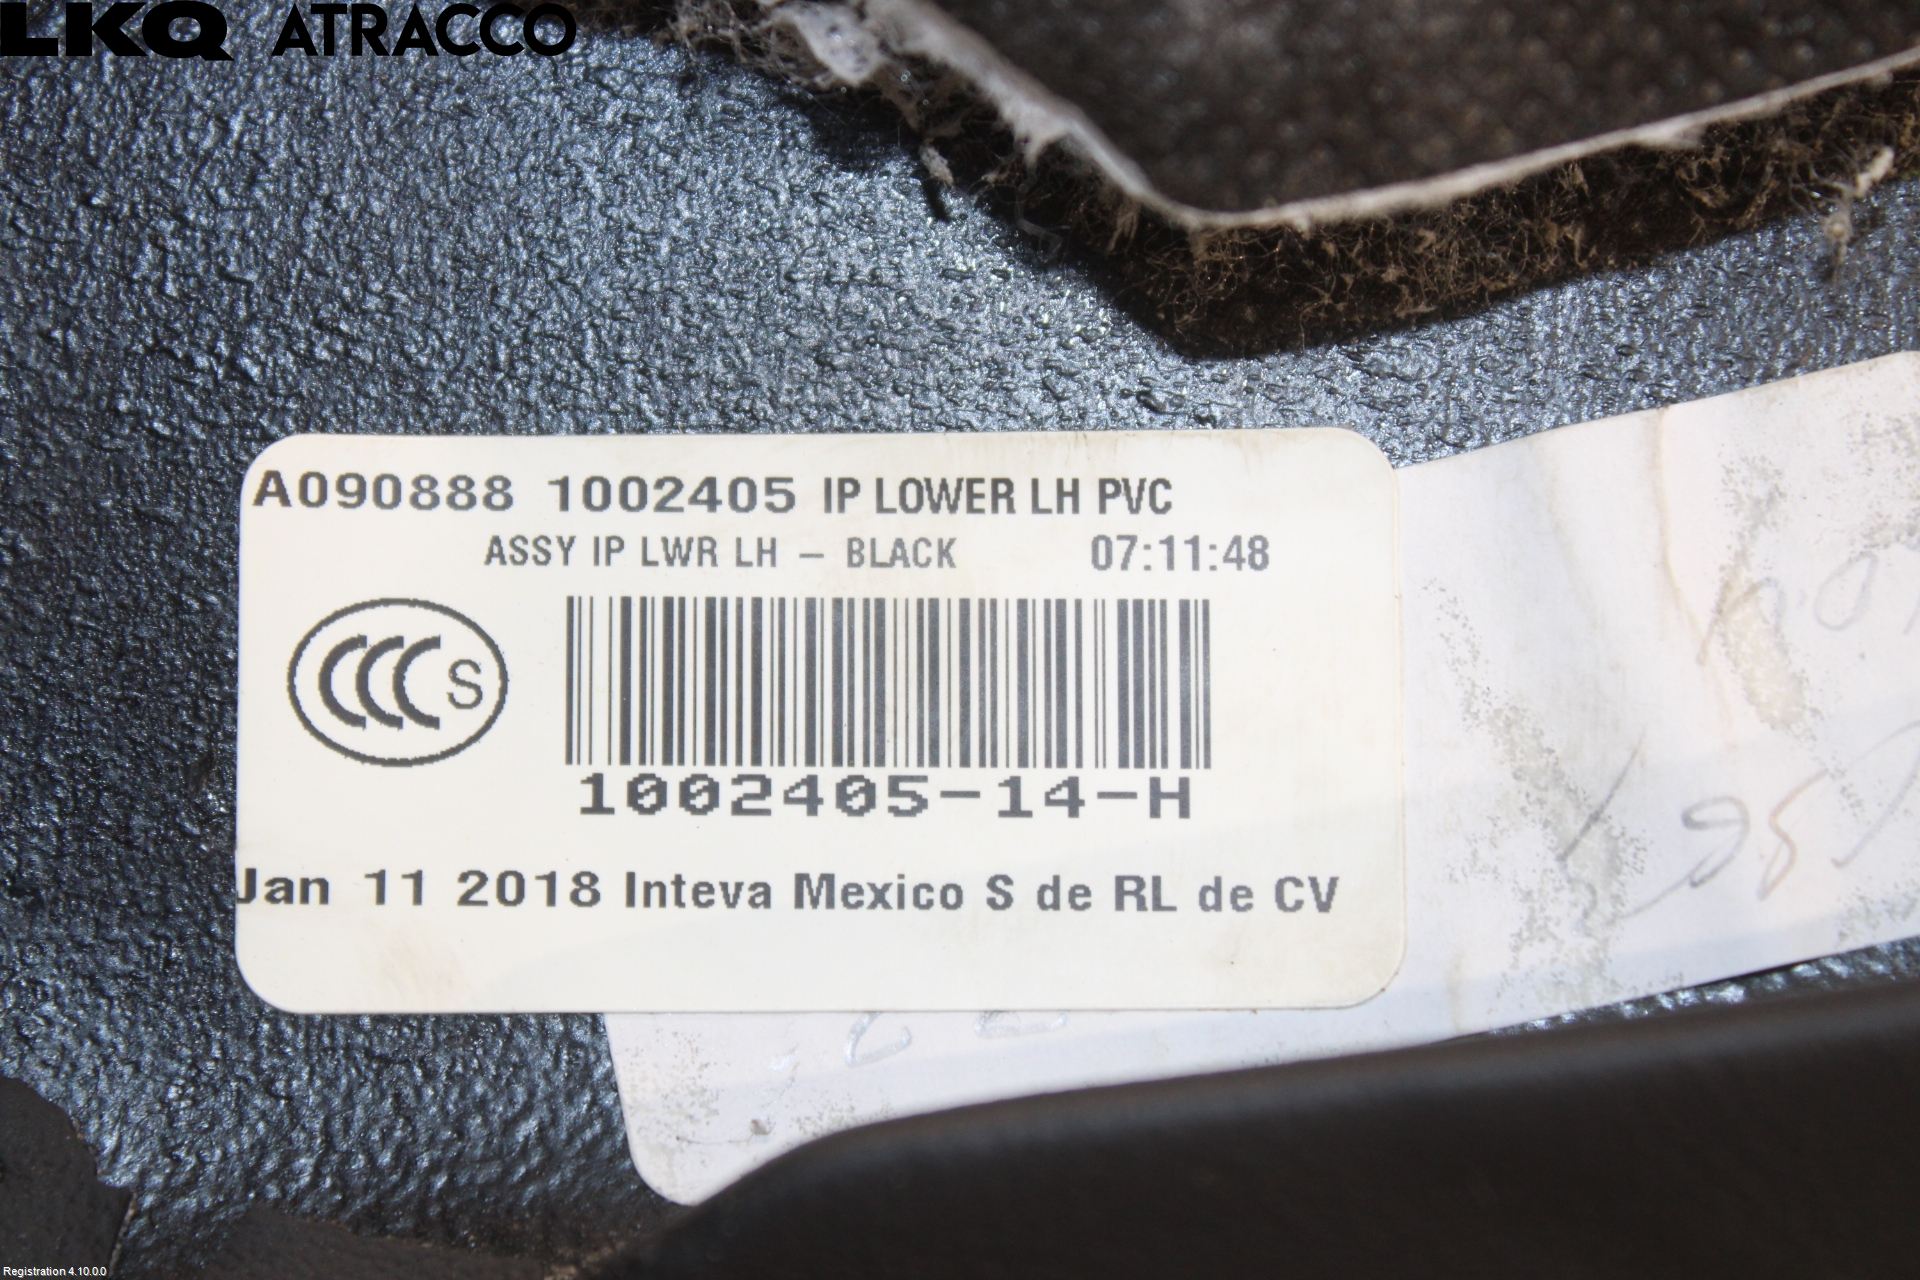 LKQ ATRACCO
A090888 1002405 IP LOWER LH PVC
ASSY IP LWR LH – BLACK 07:11:48
CCC S
1002405-14-H
Jan 11 2018 Inteva Mexico S de RL de CV
Registration 4.10.0.0